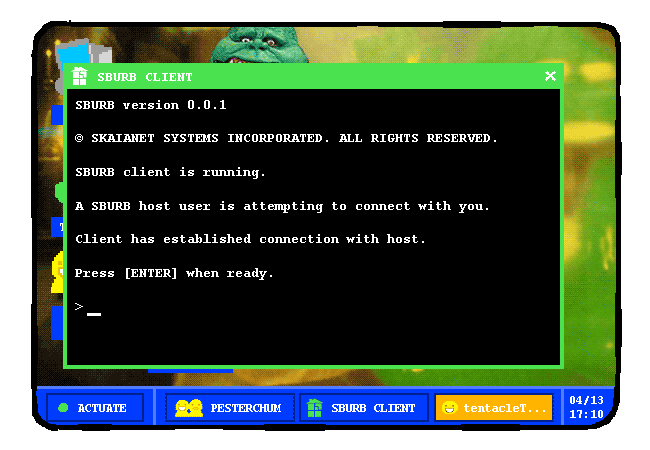 SBURB CLIENT
SBURB version 0.0.1
© SKAIANET SYSTEMS INCORPORATED. ALL RIGHTS RESERVED.
SBURB client is running.
A SBURB host user is attempting to connect with you.
Client has established connection with host.
Press [ENTER] when ready.
>
ACTUATE
PESTERCHUM
SBURB CLIENT
tentacleT...
04/13
17:10